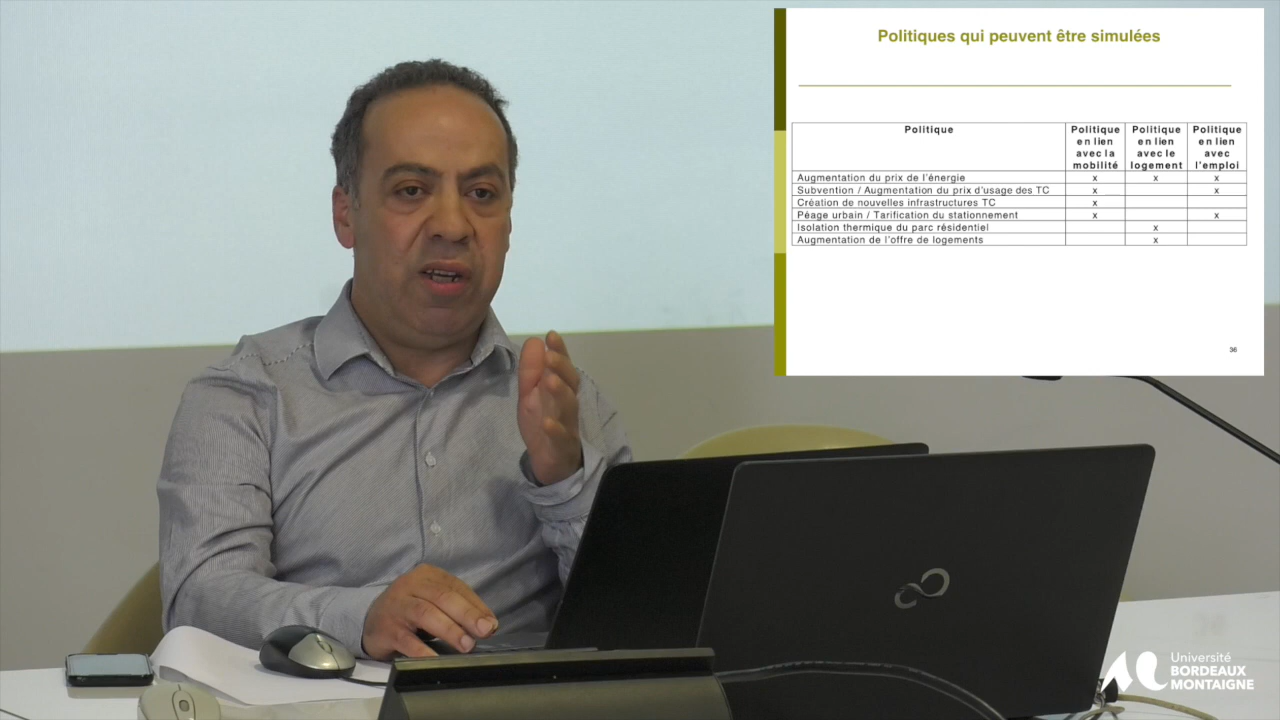 Politiques qui peuvent être simulées
Politique
Politique
en lien
avec la
mobilité
Politique
en lien
avec le
logement
Politique
en lien
avec
l'emploi
Augmentation du prix de l'énergie x x x
Subvention / Augmentation du prix d'usage des TC x x
Création de nouvelles infrastructures TC x
Péage urbain / Tarification du stationnement x x
Isolation thermique du parc résidentiel x
Augmentation de l'offre de logements x
36
Université
BORDEAUX
MONTAIGNE